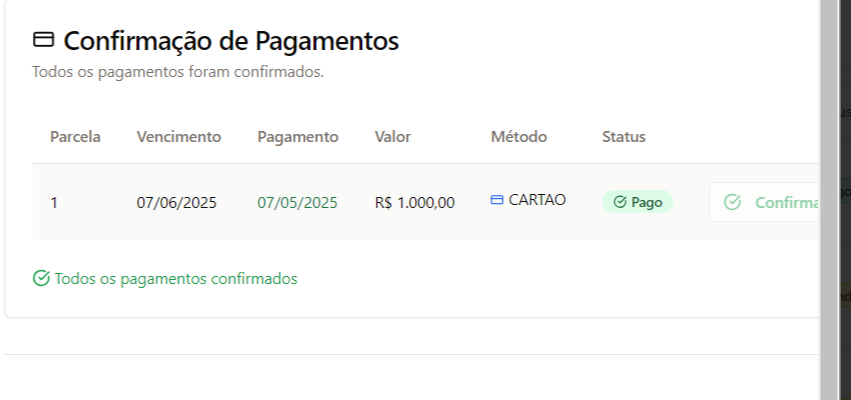 Confirmação de Pagamentos
Todos os pagamentos foram confirmados.
Parcela Vencimento Pagamento Valor Método Status
1 07/06/2025 07/05/2025 R$ 1.000,00 CARTAO Pago Confirma
Todos os pagamentos confirmados